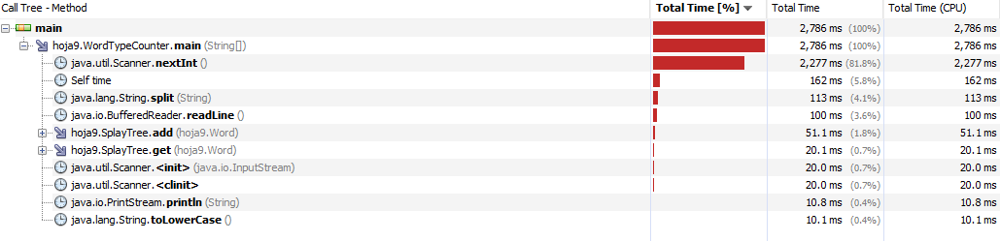 Call Tree - Method Total Time [%] Total Time Total Time (CPU)
main 2,786 ms (100%) 2,786 ms
hoja9.WordTypeCounter.main (String[]) 2,786 ms (100%) 2,786 ms
java.util.Scanner.nextInt () 2,277 ms (81.8%) 2,277 ms
Self time 162 ms (5.8%) 162 ms
java.lang.String.split (String) 113 ms (4.1%) 113 ms
java.io.BufferedReader.readLine () 100 ms (3.6%) 100 ms
hoja9.SplayTree.add (hoja9.Word) 51.1 ms (1.8%) 51.1 ms
hoja9.SplayTree.get (hoja9.Word) 20.1 ms (0.7%) 20.1 ms
java.util.Scanner.<init> (java.io.InputStream) 20.0 ms (0.7%) 20.0 ms
java.util.Scanner.<clinit> 20.0 ms (0.7%) 20.0 ms
java.io.PrintStream.println (String) 10.8 ms (0.4%) 10.8 ms
java.lang.String.toLowerCase () 10.1 ms (0.4%) 10.1 ms